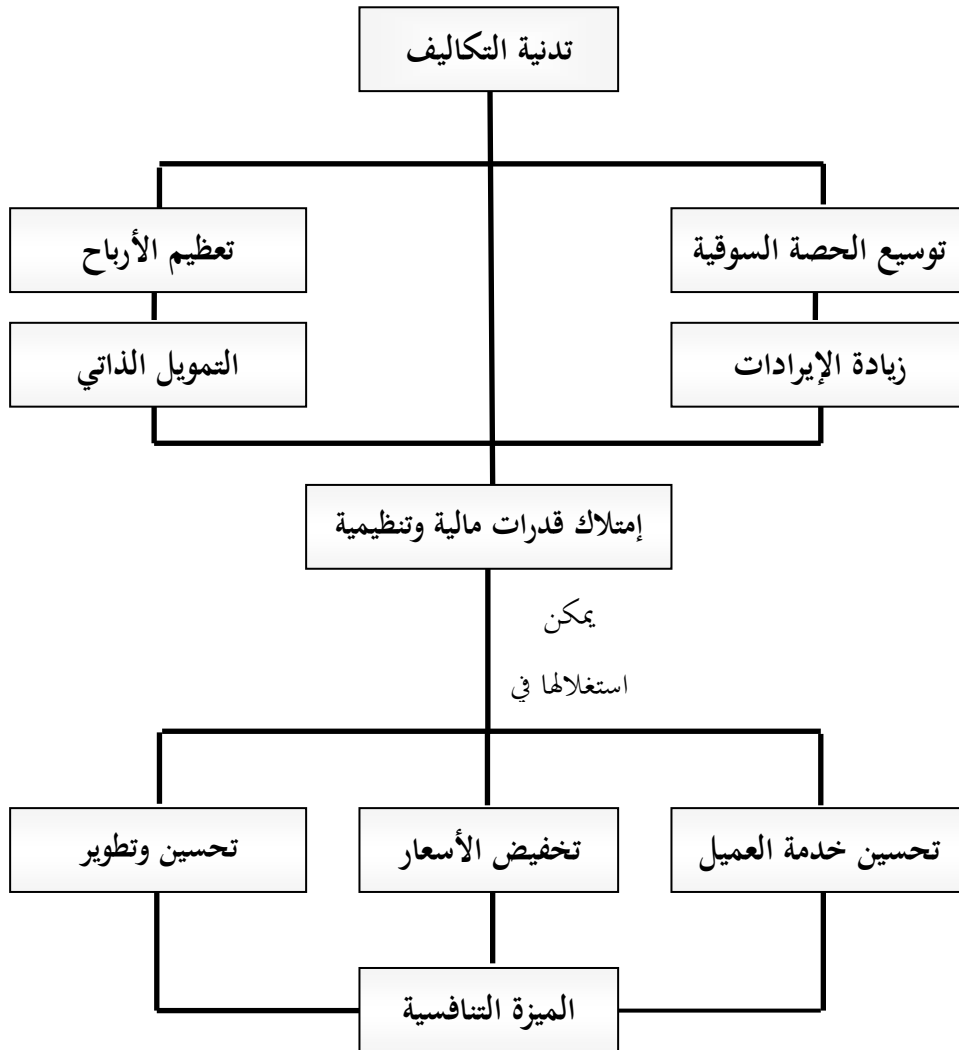 تدنية التكاليف
توسيع الحصة السوقية
تعظيم الأرباح
زيادة الإيرادات
التمويل الذاتي
إمتلاك قدرات مالية وتنظيمية
يمكن
استغلالها في
تحسين خدمة العميل
تخفيض الأسعار
تحسين وتطوير
الميزة التنافسية